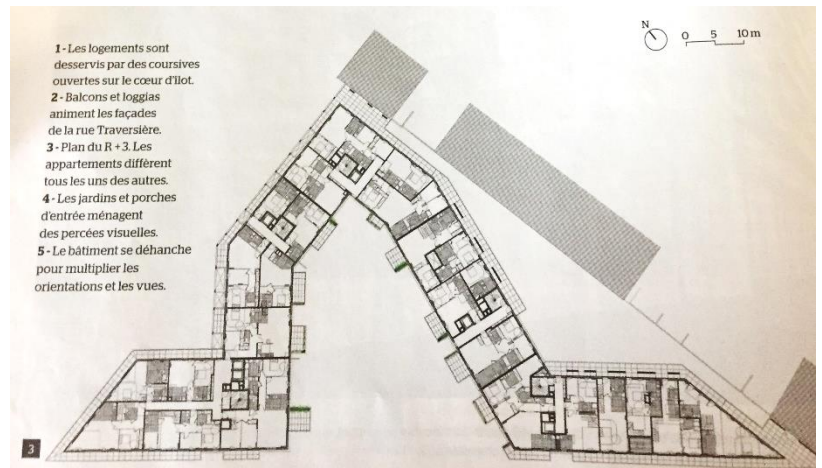 1 - Les logements sont
desservis par des coursives
ouvertes sur le cœur d'îlot.
2 - Balcons et loggias
animent les façades
de la rue Traversière.
3 - Plan du R + 3. Les
appartements diffèrent
tous les uns des autres.
4 - Les jardins et porches
d'entrée ménagent
des percées visuelles.
5 - Le bâtiment se déhanche
pour multiplier les
orientations et les vues.
N
0 5 10 m
3